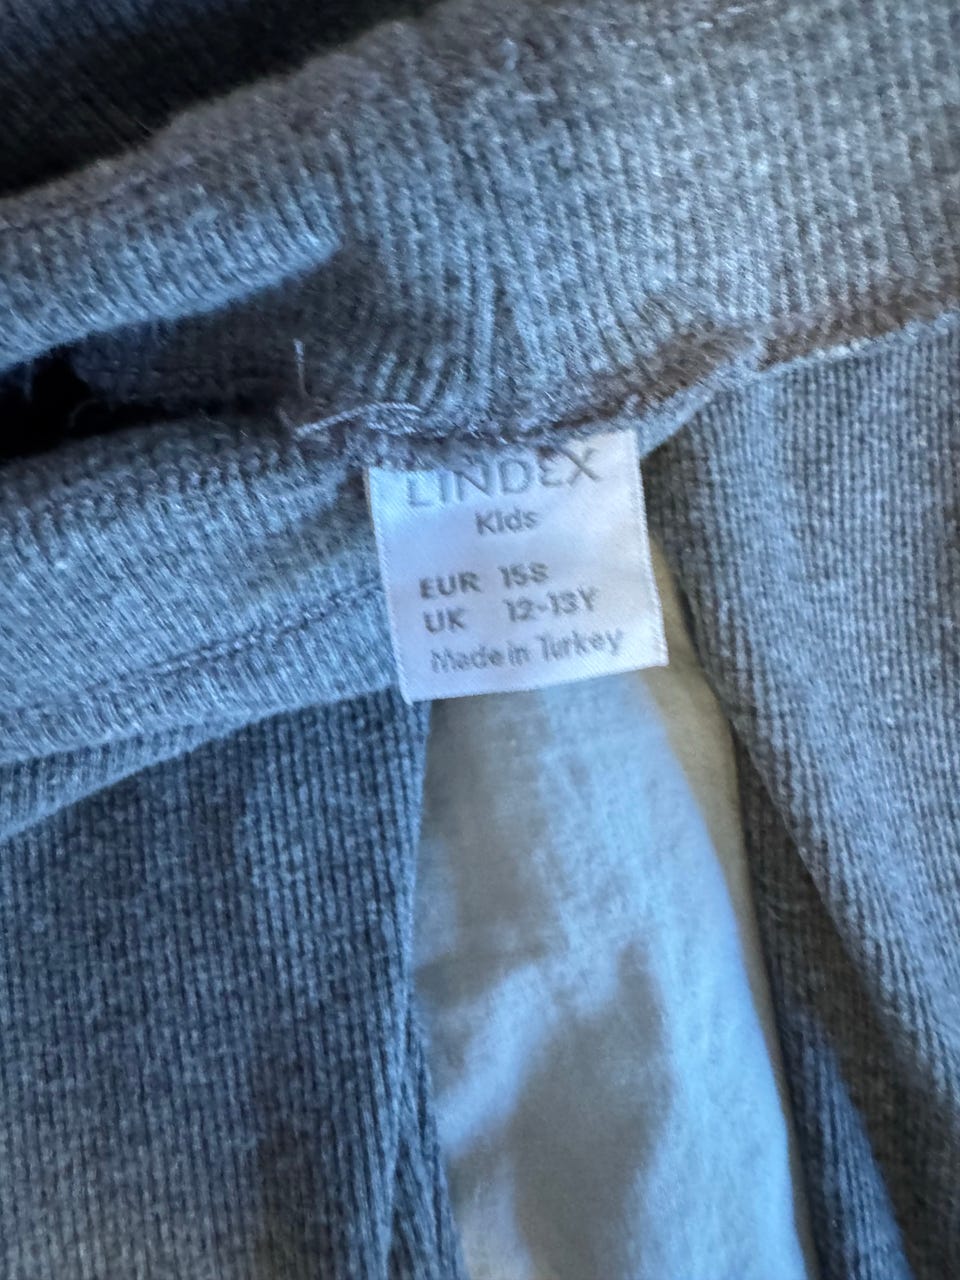 LINDEX
Kids
EUR 158
UK 12-13Y
Made in Turkey